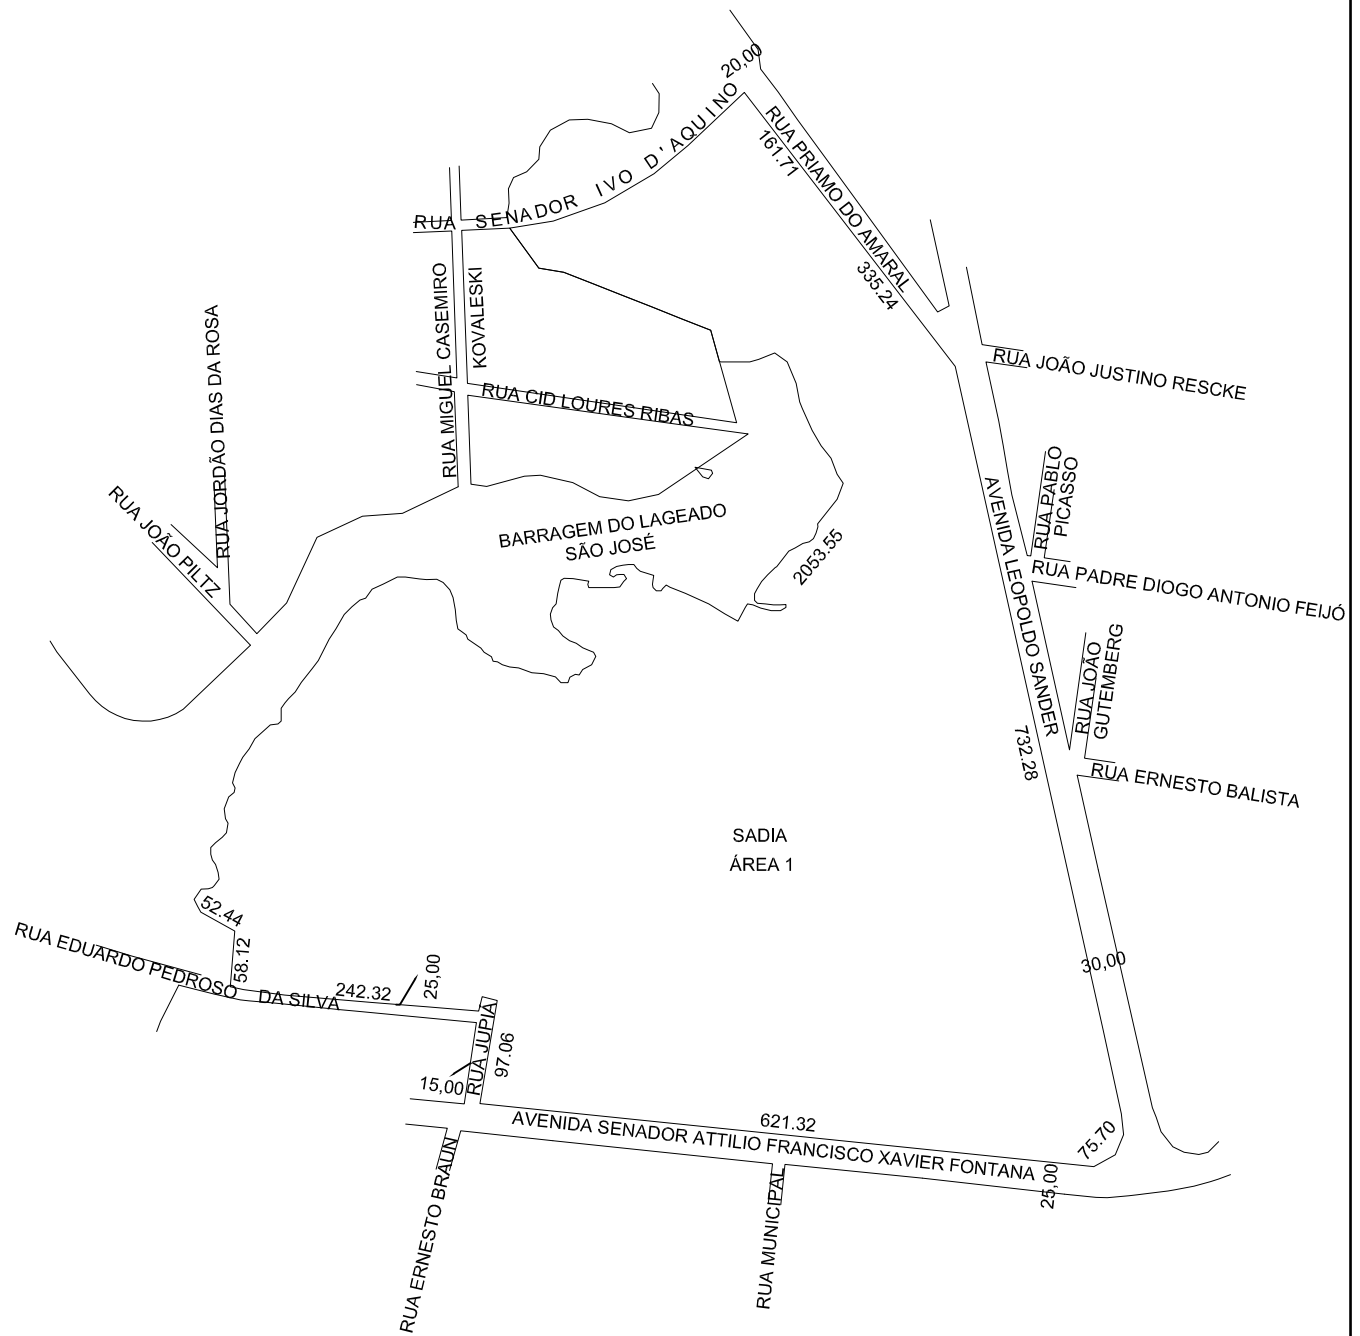 20,00
RUA SENADOR IVO D'AQUINO
RUA PRIAMO DO AMARAL
161.71
335.24
RUA MIGUEL CASEMIRO
KOVALESKI
RUA JORDÃO DIAS DA ROSA
RUA JOÃO JUSTINO RESCKE
RUA CID LOURES RIBAS
RUA JOÃO PILTZ
BARRAGEM DO LAGEADO
SÃO JOSÉ
2053.55
AVENIDA LEOPOLDO SANDER
RUA PABLO
PICASSO
RUA PADRE DIOGO ANTONIO FEIJÓ
RUA JOÃO
GUTEMBERG
732.28
RUA ERNESTO BALISTA
SADIA
ÁREA 1
52.44
58.12
RUA EDUARDO PEDROSO DA SILVA
242.32
25,00
30,00
RUA JUPIA
97.06
15,00
621.32
AVENIDA SENADOR ATTILIO FRANCISCO XAVIER FONTANA
75.70
25,00
RUA ERNESTO BRAUN
RUA MUNICIPAL